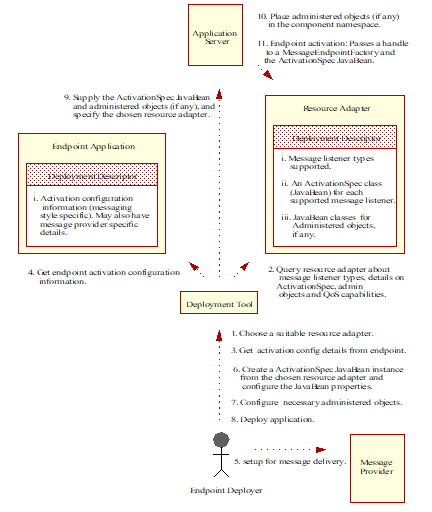 10. Place administered objects (if any)
in the component namespace.
Application
Server
11. Endpoint activation: Passes a handle
to a MessageEndpointFactory and
the ActivationSpec JavaBean.
9. Supply the ActivationSpec JavaBean
and administered objects (if any), and
specify the chosen resource adapter.
Resource Adapter
Deployment Descriptor
i. Message listener types
supported.
ii. An ActivationSpec class
(JavaBean) for each
supported message listener.
iii. JavaBean classes for
Administered objects,
if any.
Endpoint Application
Deployment Descriptor
i. Activation configuration
information (messaging
style specific). May also have
message provider specific
details.
4. Get endpoint activation configuration
information.
2. Query resource adapter about
message listener types, details on
ActivationSpec, admin
objects and QoS capabilities.
Deployment Tool
1. Choose a suitable resource adapter.
3. Get activation config details from endpoint.
6. Create a ActivationSpec JavaBean instance
from the chosen resource adapter and
configure the JavaBean properties.
7. Configure necessary administered objects.
8. Deploy application.
5. setup for message delivery.
Message
Provider
Endpoint Deployer